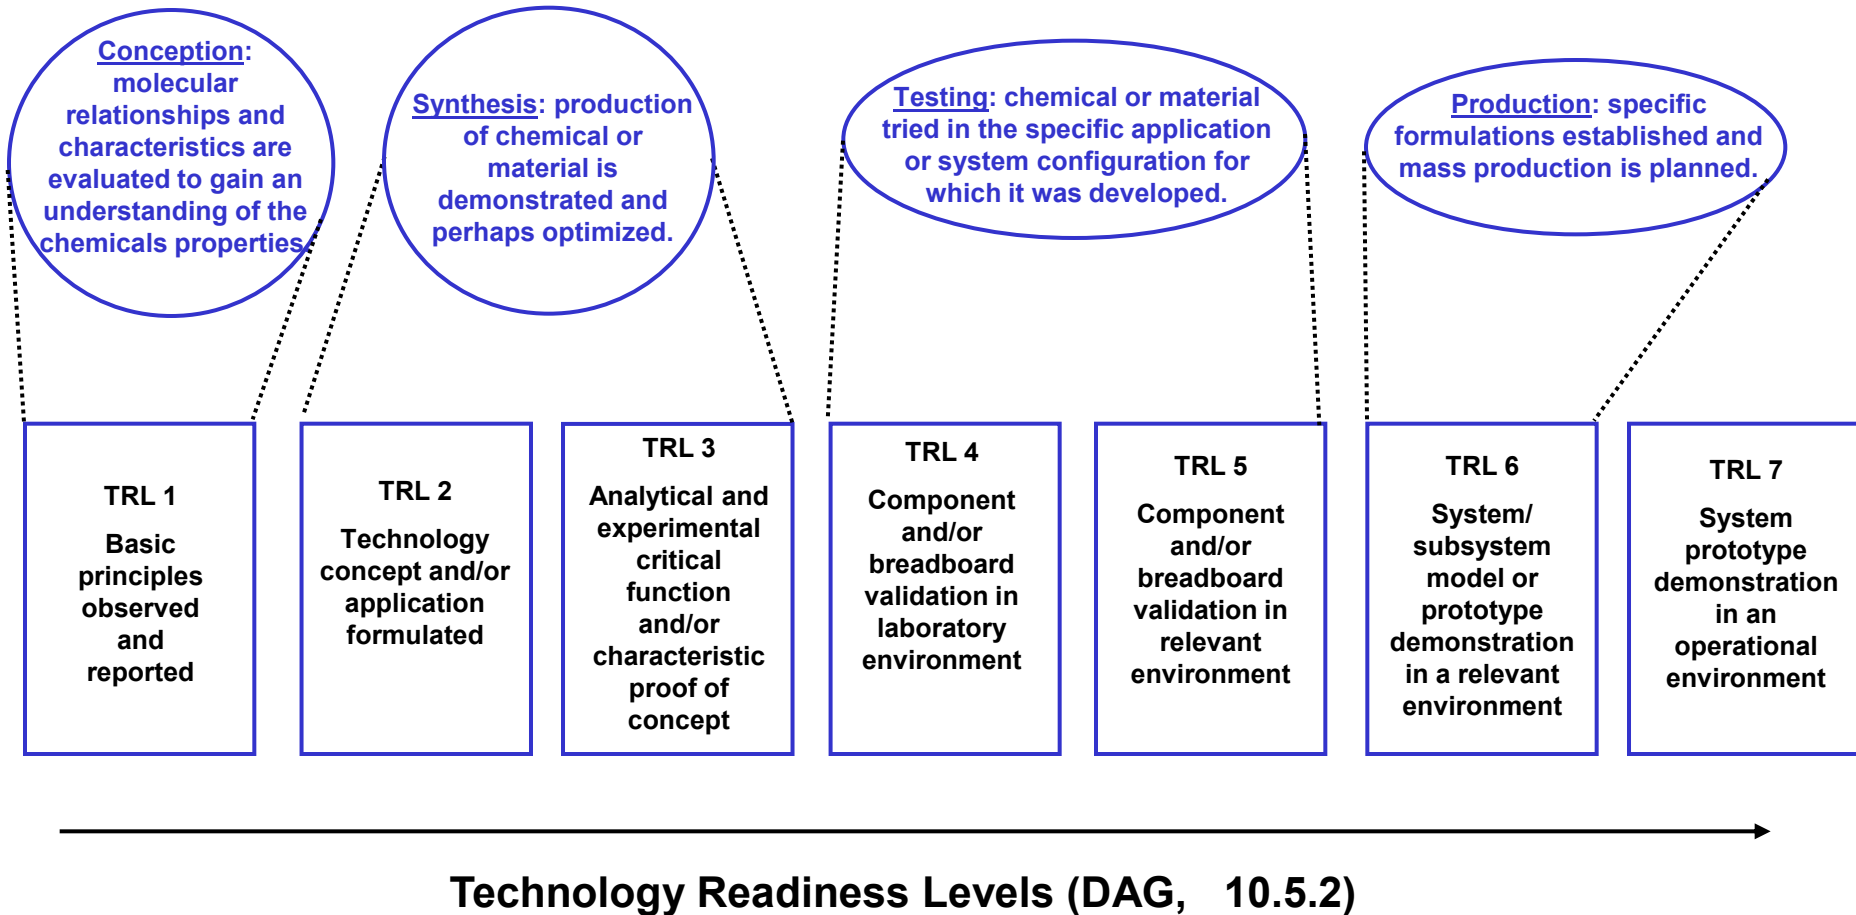 Conception:
molecular
relationships and
characteristics are
evaluated to gain an
understanding of the
chemicals properties.
Synthesis: production
of chemical or
material is
demonstrated and
perhaps optimized.
Testing: chemical or material
tried in the specific application
or system configuration for
which it was developed.
Production: specific
formulations established and
mass production is planned.
TRL 1
Basic
principles
observed
and
reported
TRL 2
Technology
concept and/or
application
formulated
TRL 3
Analytical and
experimental
critical
function
and/or
characteristic
proof of
concept
TRL 4
Component
and/or
breadboard
validation in
laboratory
environment
TRL 5
Component
and/or
breadboard
validation in
relevant
environment
TRL 6
System/
subsystem
model or
prototype
demonstration
in a relevant
environment
TRL 7
System
prototype
demonstration
in an
operational
environment
Technology Readiness Levels (DAG, 10.5.2)